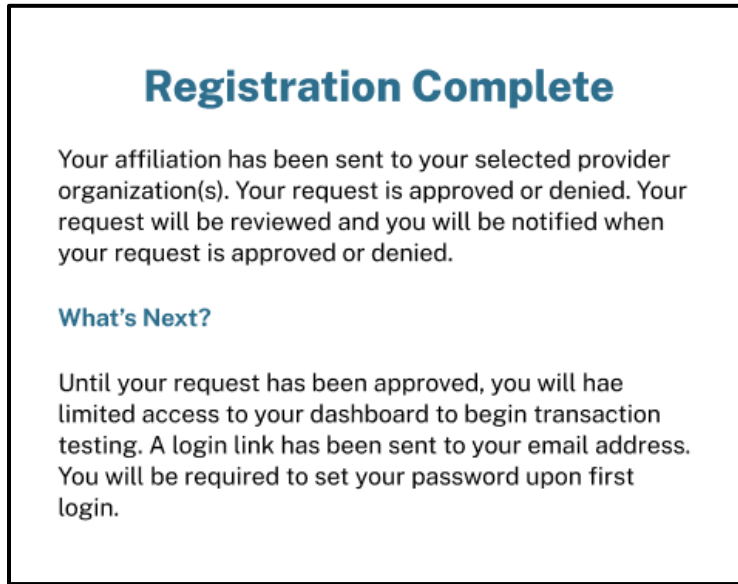 Registration Complete
Your affiliation has been sent to your selected provider
organization(s). Your request is approved or denied. Your
request will be reviewed and you will be notified when
your request is approved or denied.
What’s Next?
Until your request has been approved, you will hae
limited access to your dashboard to begin transaction
testing. A login link has been sent to your email address.
You will be required to set your password upon first
login.